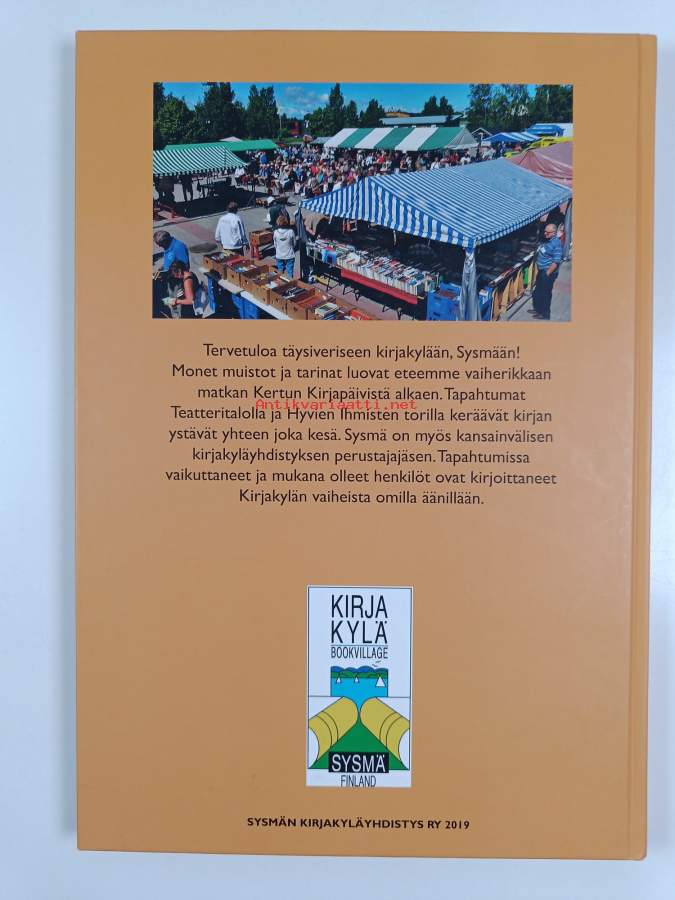 Tervetuloa täysiveriseen kirjakylään, Sysmään!
Monet muistot ja tarinat luovat eteemme vaiherikkaan
matkan Kertun Kirjapäivistä alkaen. Tapahtumat
Antikvariaatti.net
Teatteritalolla ja Hyvien Ihmisten torilla keräävät kirjan
ystävät yhteen joka kesä. Sysmä on myös kansainvälisen
kirjakyläyhdistyksen perustajajäsen. Tapahtumissa
vaikuttaneet ja mukana olleet henkilöt ovat kirjoittaneet
Kirjakylän vaiheista omilla äänillään.
KIRJA
KYLÄ
BOOKVILLAGE
SYSMÄ
FINLAND
SYSMÄN KIRJAKYLÄYHDISTYS RY 2019